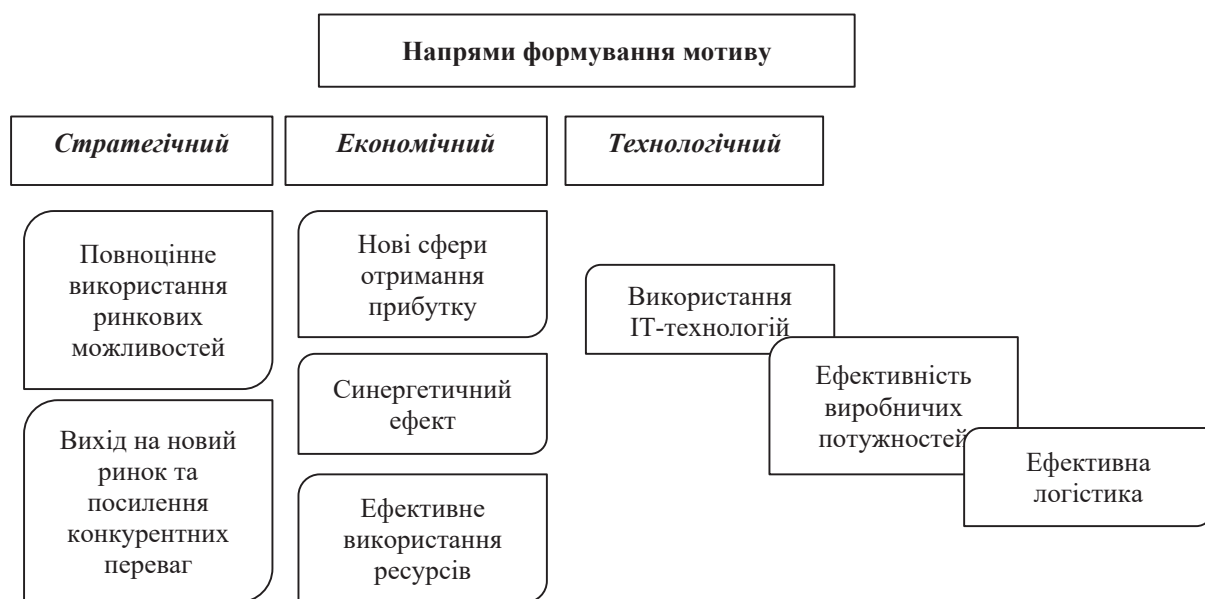 Напрями формування мотиву
Стратегічний
Економічний
Технологічний
Повноцінне
використання
ринкових
можливостей
Вихід на новий
ринок та
посилення
конкурентних
переваг
Нові сфери
отримання
прибутку
Синергетичний
ефект
Ефективне
використання
ресурсів
Використання
ІТ-технологій
Ефективність
виробничих
потужностей
Ефективна
логістика